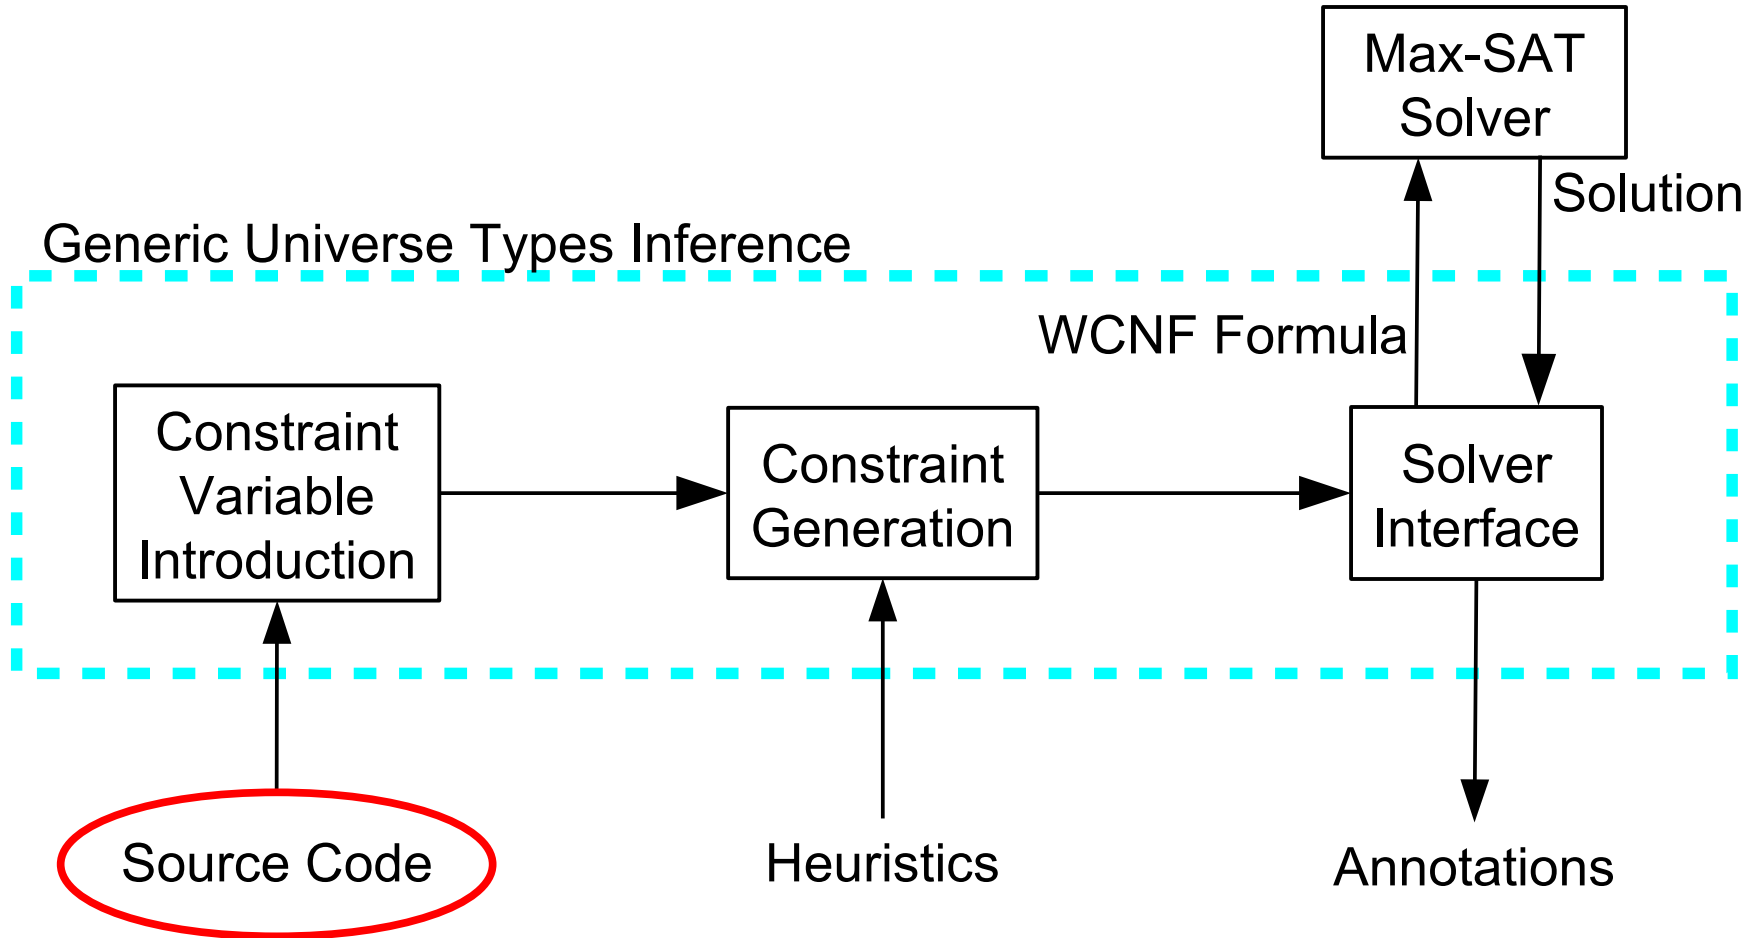 Max-SAT
Solver
Solution
Generic Universe Types Inference
WCNF Formula
Constraint
Variable
Introduction
Constraint
Generation
Solver
Interface
Source Code
Heuristics
Annotations